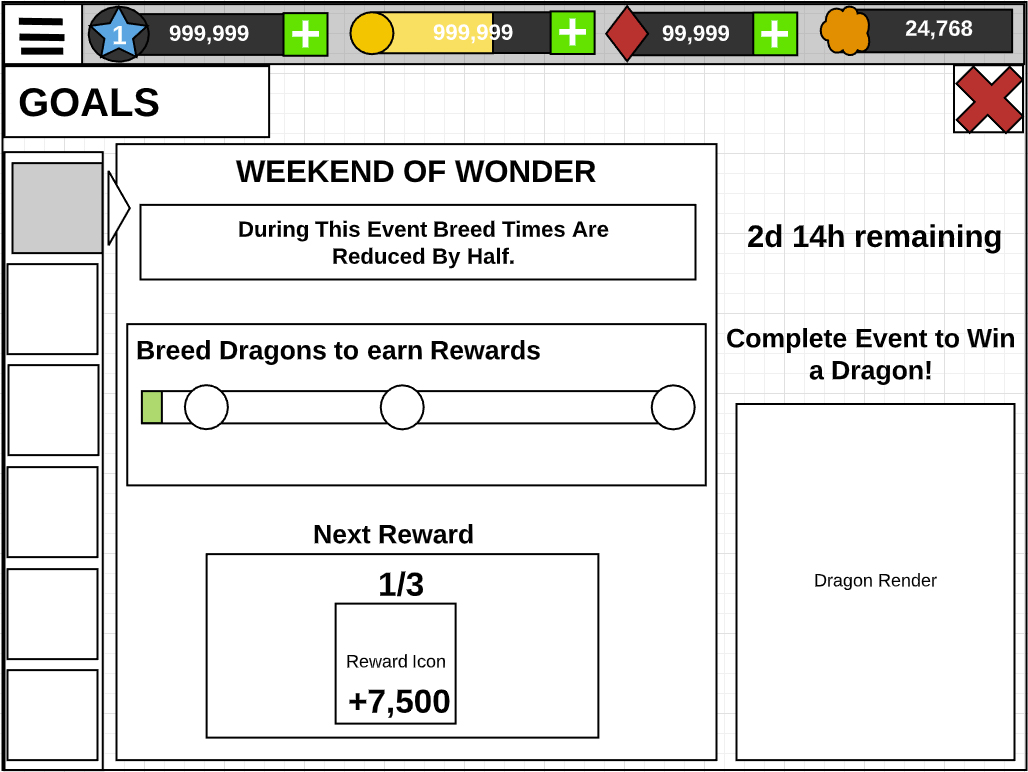 1
999,999
999,999
99,999
24,768
GOALS
WEEKEND OF WONDER
During This Event Breed Times Are
Reduced By Half.
2d 14h remaining
Breed Dragons to earn Rewards
Complete Event to Win
a Dragon!
Next Reward
1/3
Reward Icon
+7,500
Dragon Render